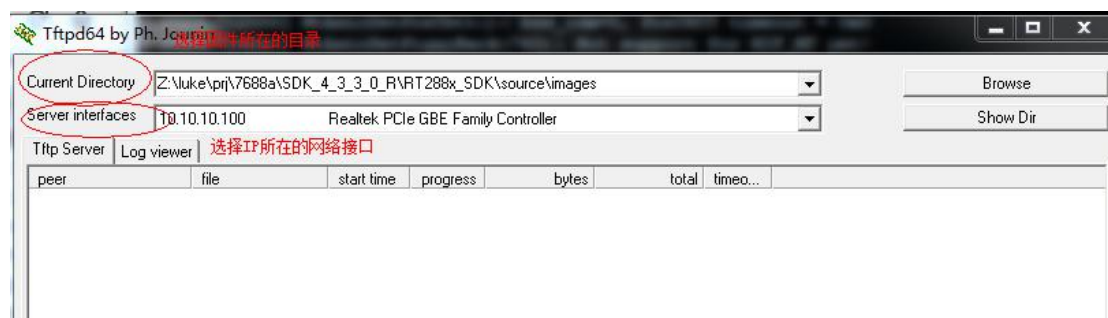 Tftpd64 by Ph. Jounin
选择固件所在的目录
Current Directory Z:\luke\prj\7688a\SDK_4_3_3_0_R\RT288x_SDK\source\images Browse
Server interfaces 10.10.10.100 Realtek PCIe GBE Family Controller Show Dir
Tftp Server Log viewer 选择IP所在的网络接口
peer file start time progress bytes total timeo...